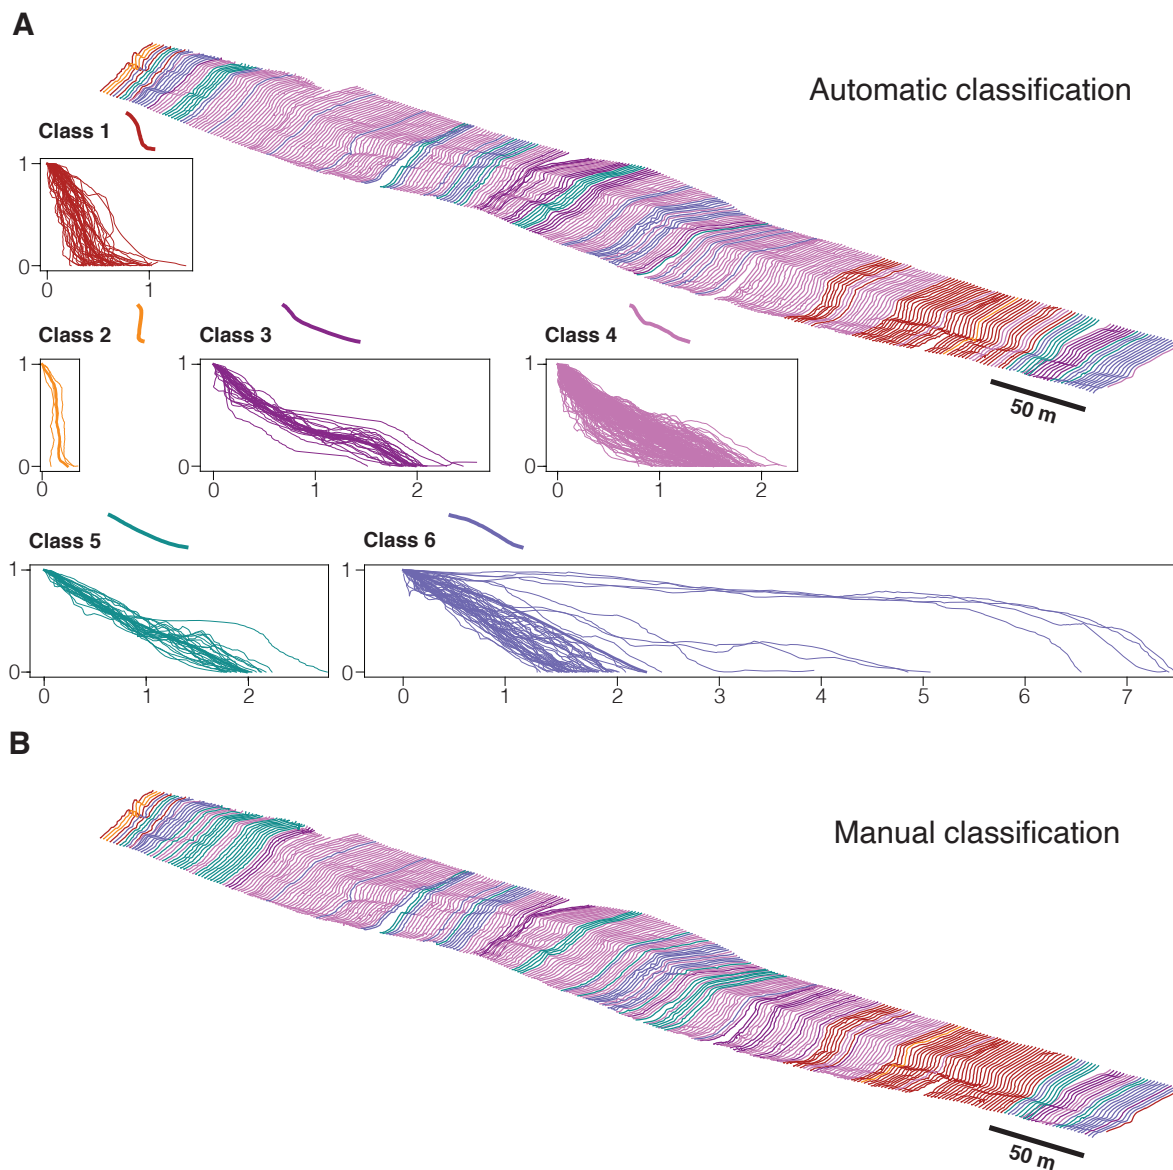 A
Automatic classification
Class 1
1
0
0 1
Class 2
1
0
0
Class 3
1
0
0 1 2
Class 4
1
0
0 1 2
50 m
Class 5
1
0
0 1 2
Class 6
1
0
0 1 2 3 4 5 6 7
B
Manual classification
50 m